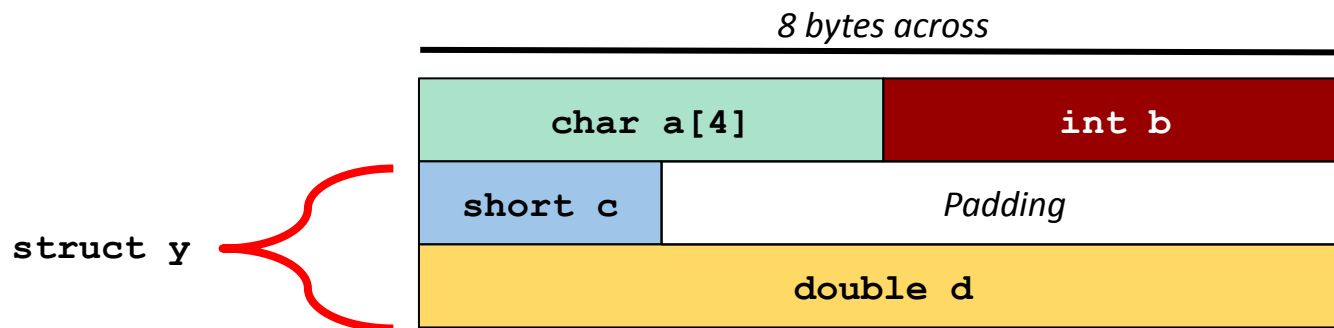 8 bytes across
char a[4] int b
short c Padding
struct y
double d